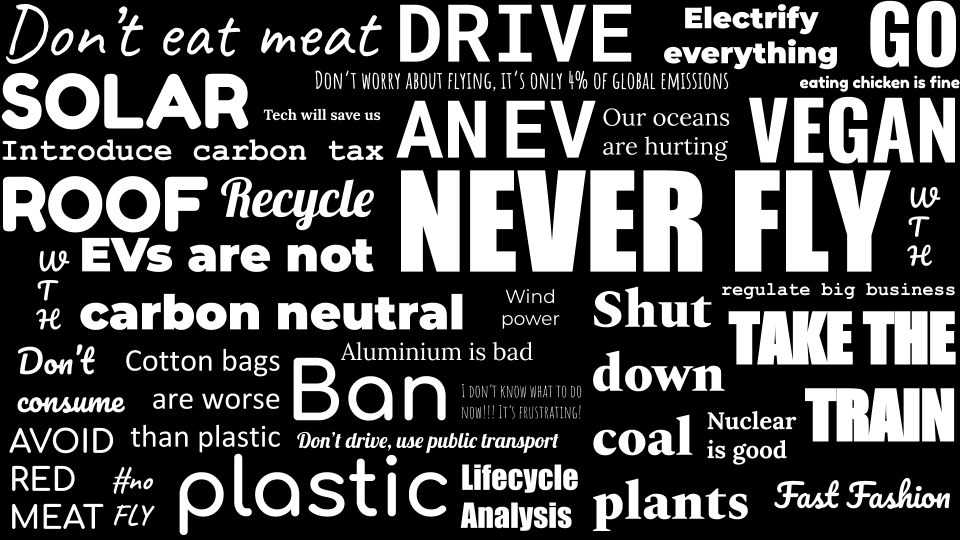 Don't eat meat
DRIVE
Electrify
everything
GO
DON'T WORRY ABOUT FLYING, IT'S ONLY 4% OF GLOBAL EMISSIONS
eating chicken is fine
SOLAR
Tech will save us
AN EV
Our oceans
are hurting
VEGAN
Introduce carbon tax
ROOF
Recycle
NEVER FLY
W
T
H
EVs are not
carbon neutral
W
T
H
Wind
power
Shut
down
coal
plants
regulate big business
TAKE THE
TRAIN
Don't
consume
Cotton bags
are worse
than plastic
Aluminium is bad
Ban
plastic
I DON'T KNOW WHAT TO DO
NOW!!! IT'S FRUSTRATING!
Don't drive, use public transport
Nuclear
is good
AVOID
RED
MEAT
#no
FLY
Lifecycle
Analysis
Fast Fashion